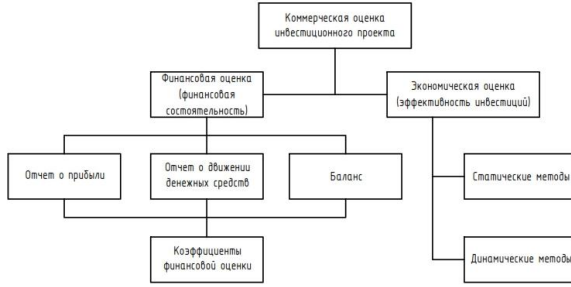 Коммерческая оценка
инвестиционного проекта
Финансовая оценка
(финансовая
состоятельность)
Экономическая оценка
(эффективность инвестиций)
Отчет о прибыли
Отчет о движении
денежных средств
Баланс
Статические методы
Коэффициенты
финансовой оценки
Динамические методы